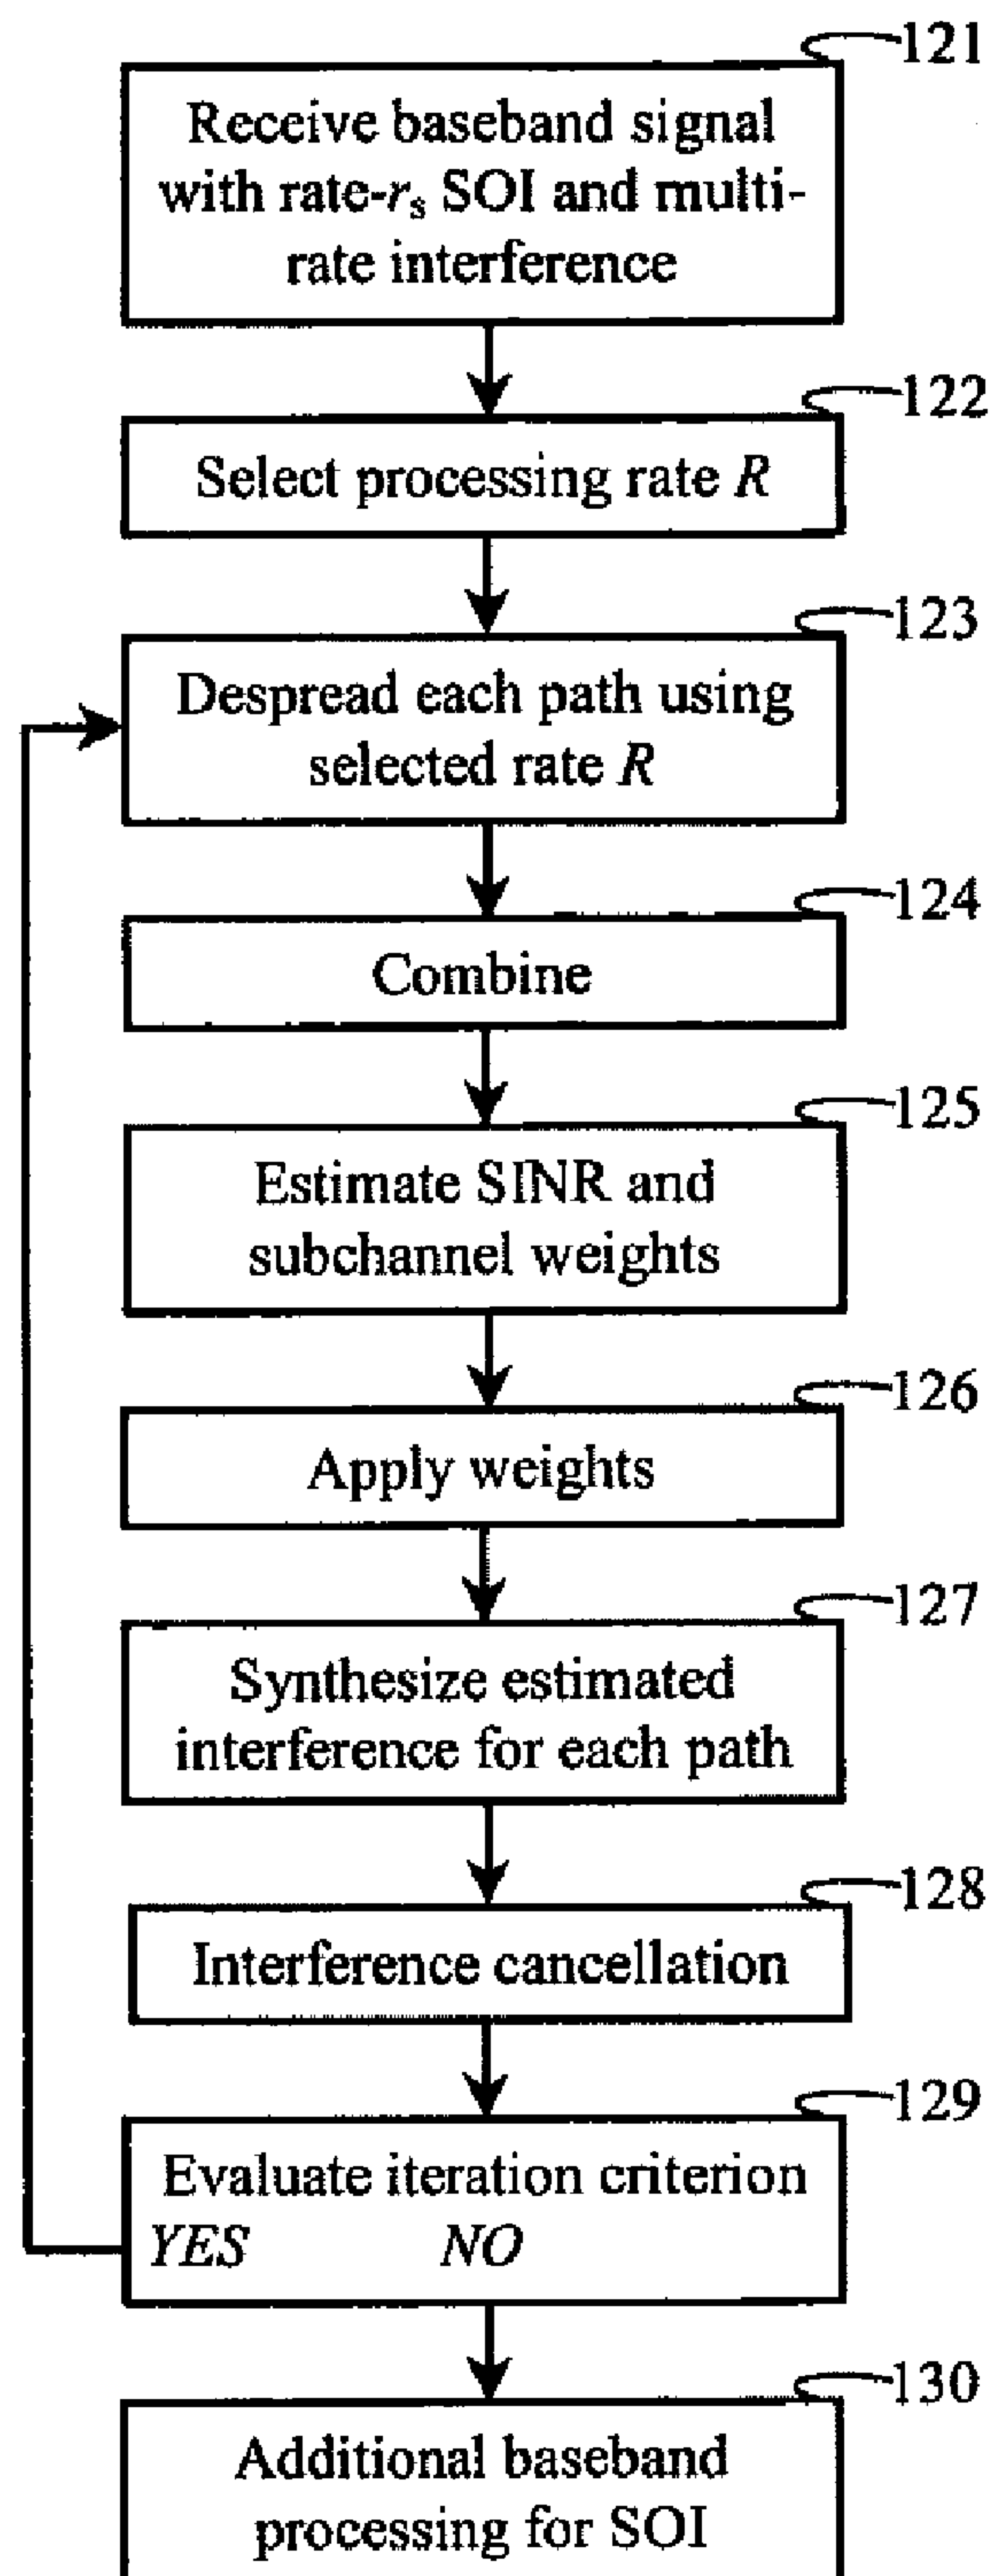 121
Receive baseband signal
with rate-rs SOI and multi-
rate interference
122
Select processing rate R
123
Despread each path using
selected rate R
124
Combine
125
Estimate SINR and
subchannel weights
126
Apply weights
127
Synthesize estimated
interference for each path
128
Interference cancellation
129
Evaluate iteration criterion
YES NO
130
Additional baseband
processing for SOI